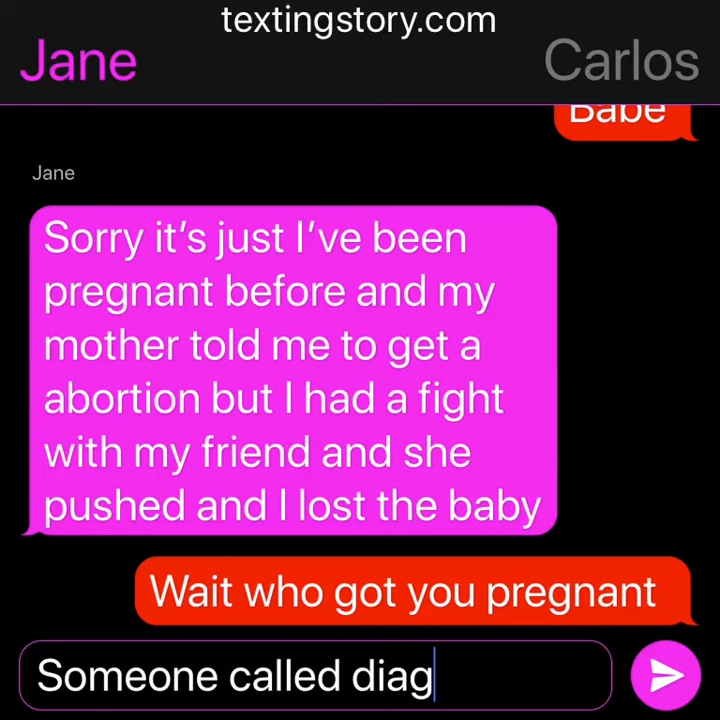 textingstory.com
Jane
Carlos
Babe
Jane
Sorry it's just I've been
pregnant before and my
mother told me to get a
abortion but I had a fight
with my friend and she
pushed and I lost the baby
Wait who got you pregnant
Someone called diag